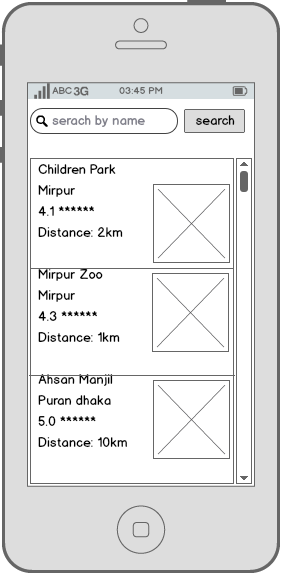 ABC 3G 03:45 PM
serach by name search
Children Park
Mirpur
4.1 ******
Distance: 2km
Mirpur Zoo
Mirpur
4.3 ******
Distance: 1km
Ahsan Manjil
Puran dhaka
5.0 ******
Distance: 10km